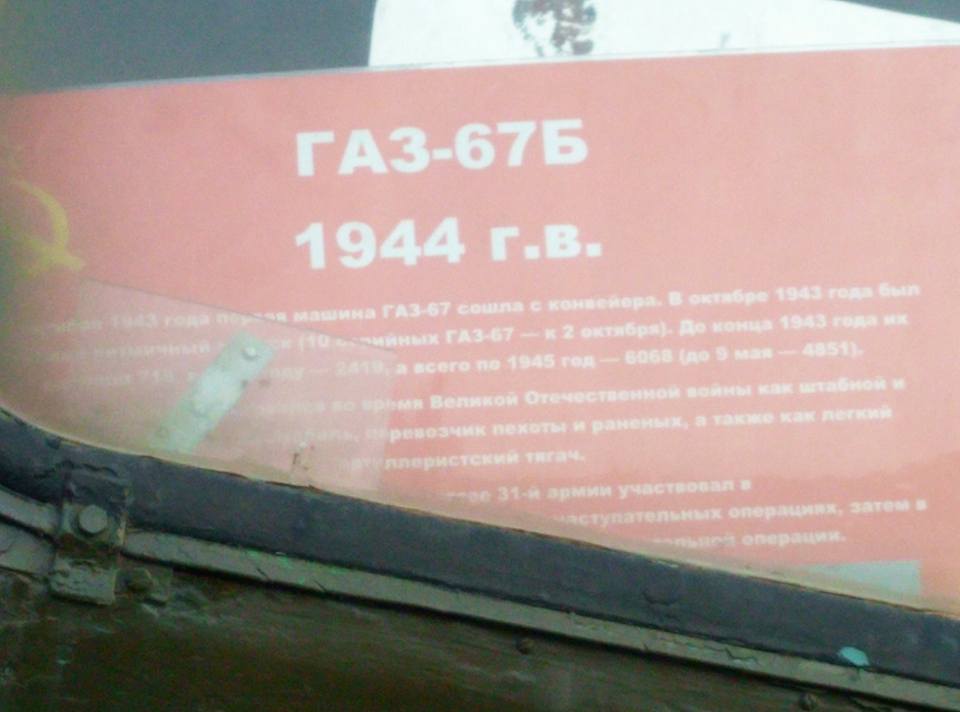 ГАЗ-67Б
1944 г.в.
1943 года машина ГАЗ-67 сошла с конвейера. В октябре 1943 года был
(10 серийных ГАЗ-67 — к 2 октября). До конца 1943 года их
— 2419, а всего по 1945 год — 6068 (до 9 мая — 4851).
во время Великой Отечественной войны как штабной и
перевозчик пехоты и раненых, а также как легкий
артиллеристский тягач.
31-й армии участвовал в
наступательных операциях, затем в
операции.